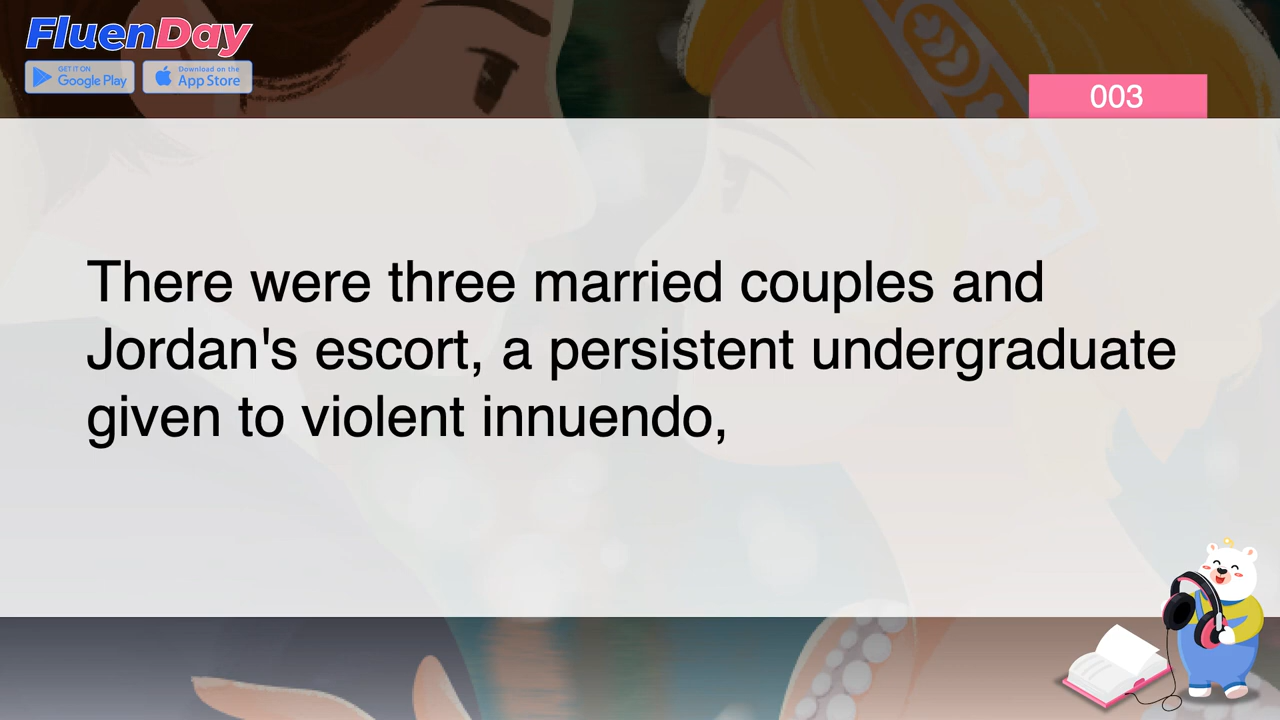 FluenDay
GET IT ON
Google Play
Download on the
App Store
003
There were three married couples and
Jordan's escort, a persistent undergraduate
given to violent innuendo,